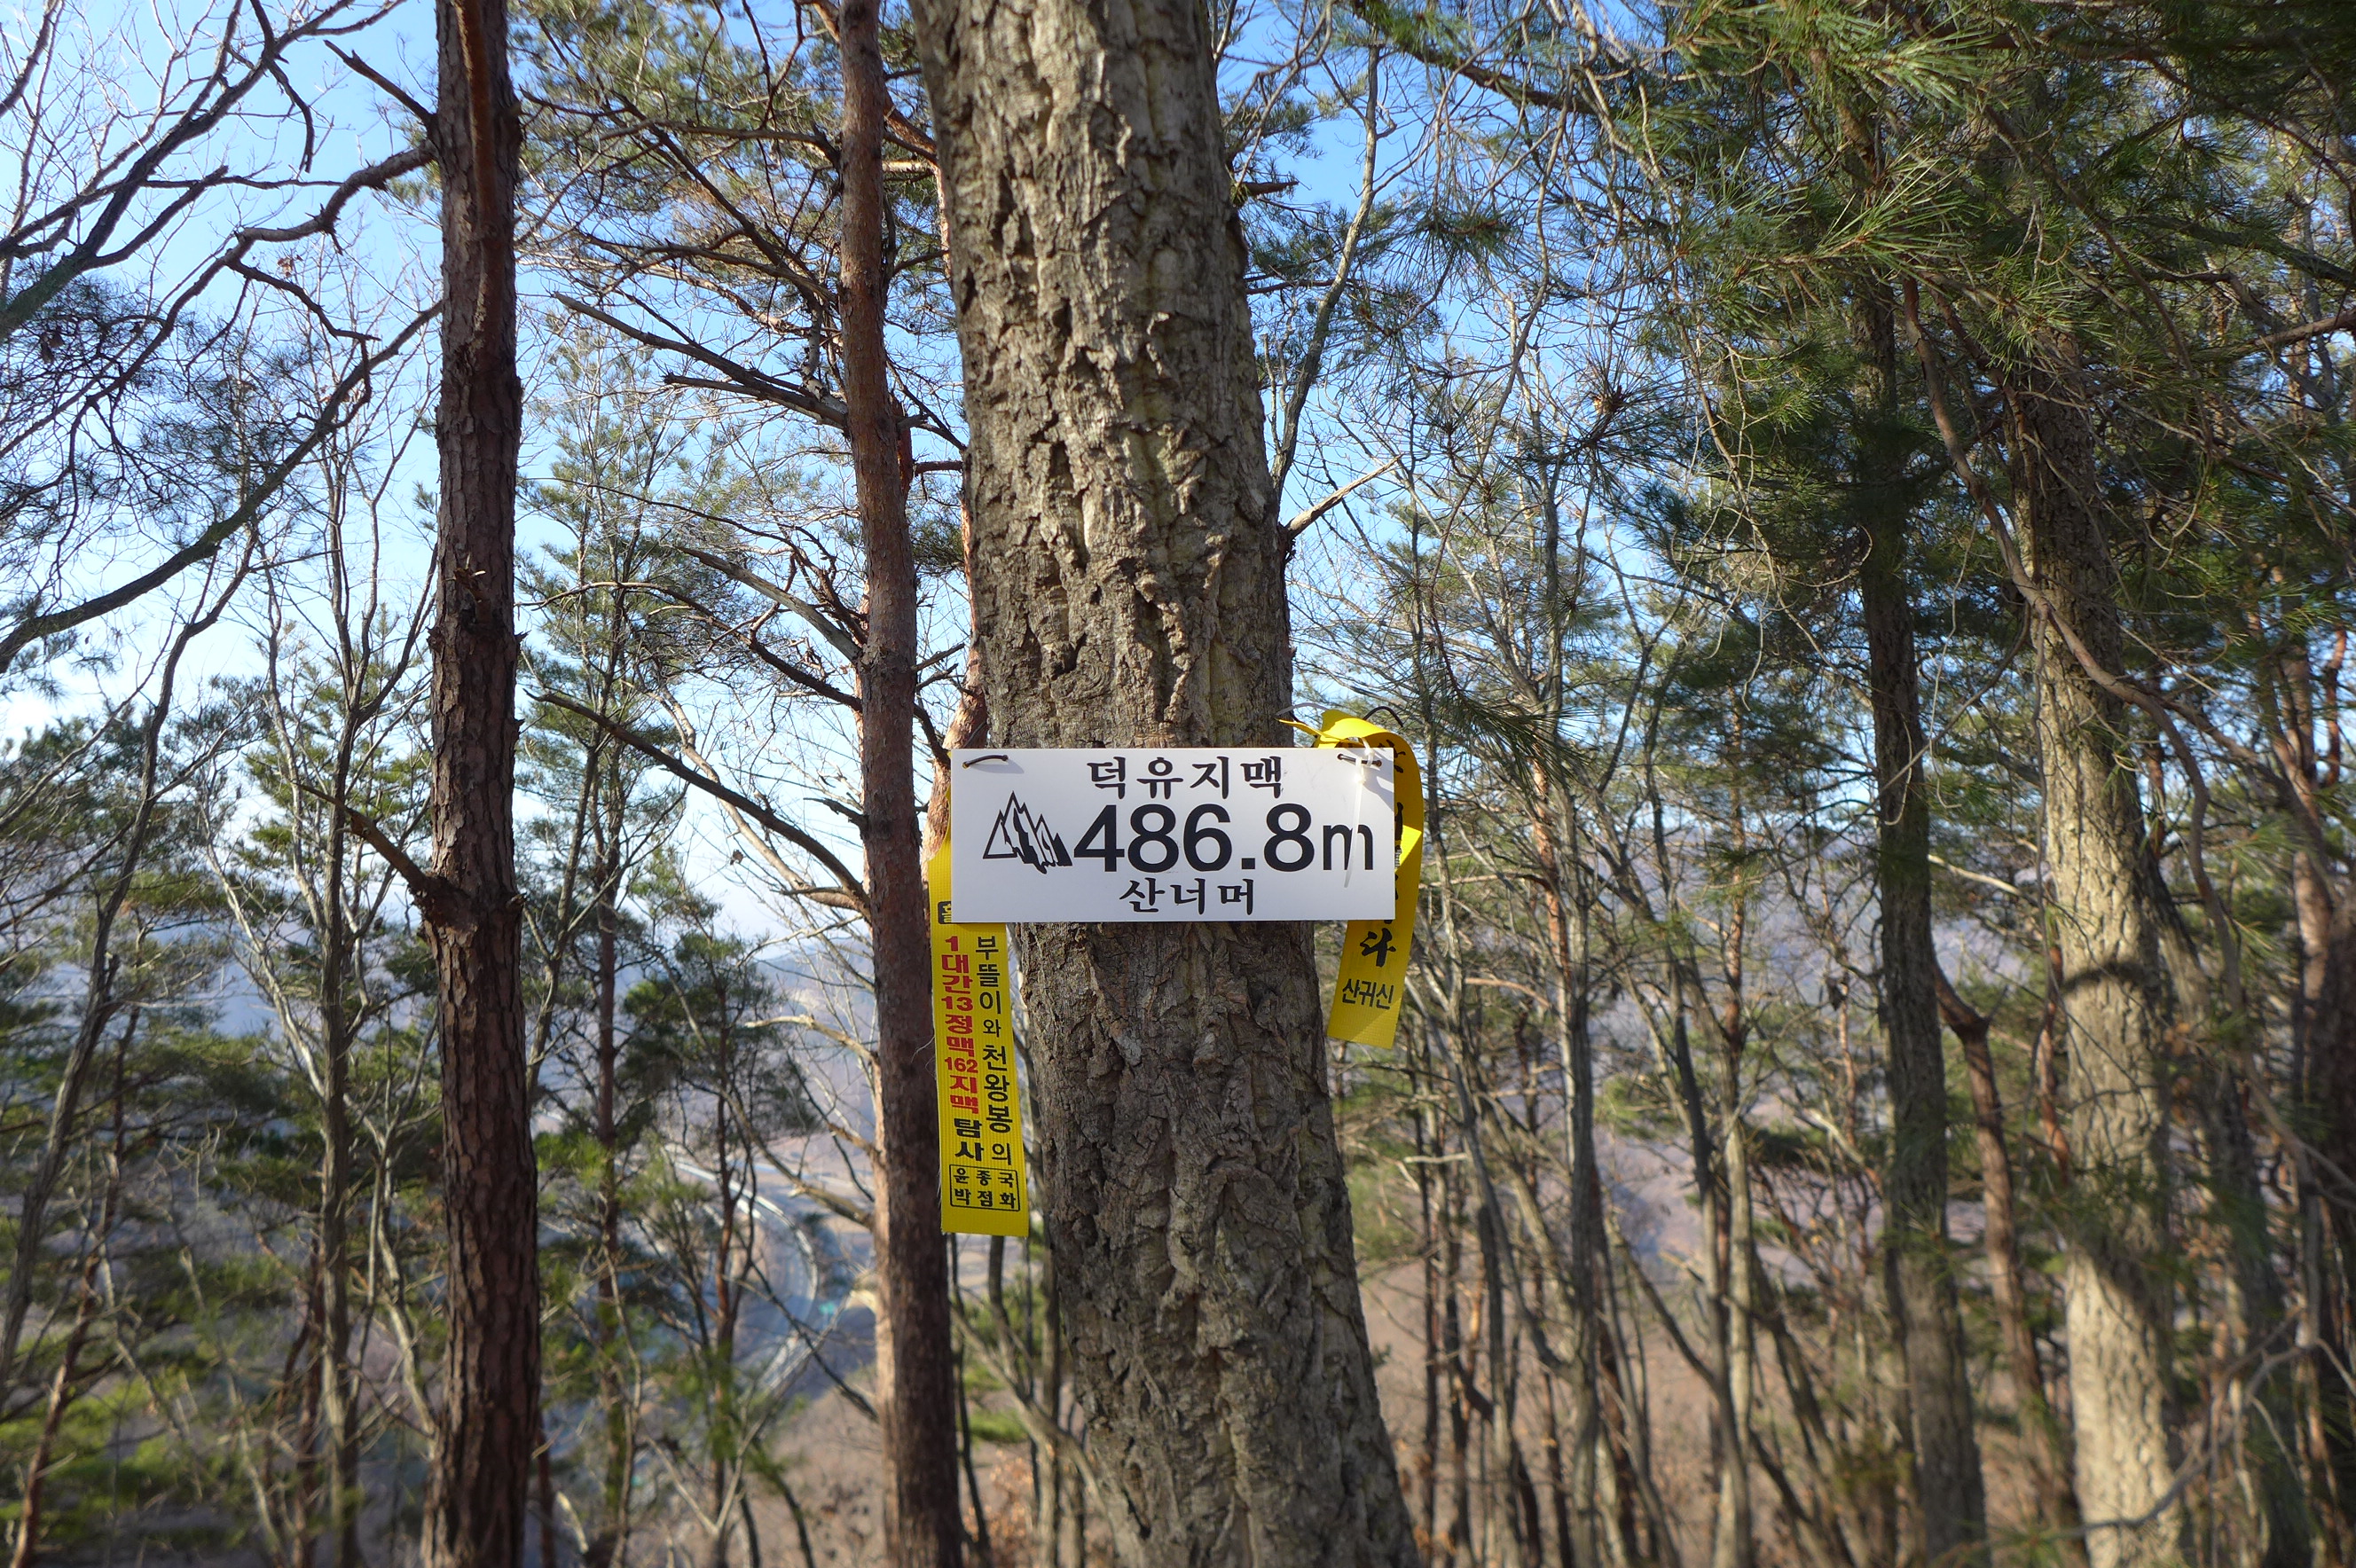 덕유지맥
486.8m
산너머
부뜰이와 천왕봉의
1대간13정맥162지맥탐사
윤종국
박점화
산귀신